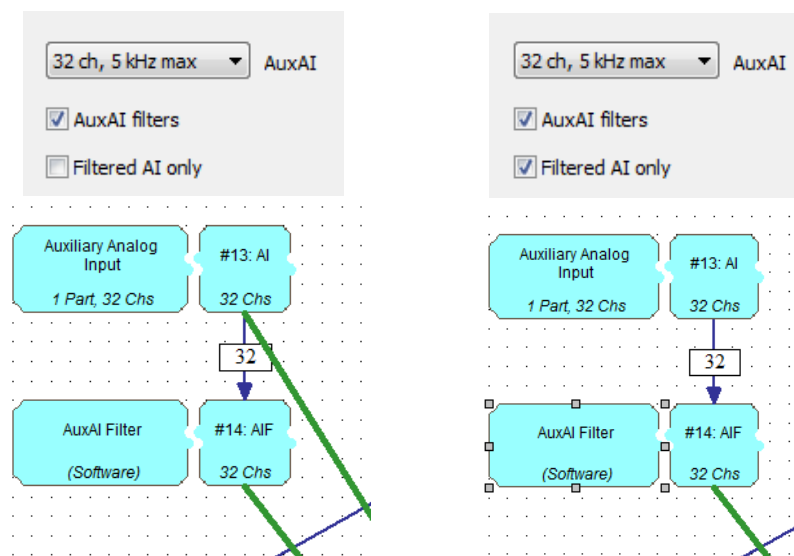 32 ch, 5 kHz max AuxAI
AuxAI filters
Filtered AI only
Auxiliary Analog
Input
1 Part, 32 Chs
#13: AI
32 Chs
32
AuxAI Filter
(Software)
#14: AIF
32 Chs
32 ch, 5 kHz max AuxAI
AuxAI filters
Filtered AI only
Auxiliary Analog
Input
1 Part, 32 Chs
#13: AI
32 Chs
32
AuxAI Filter
(Software)
#14: AIF
32 Chs